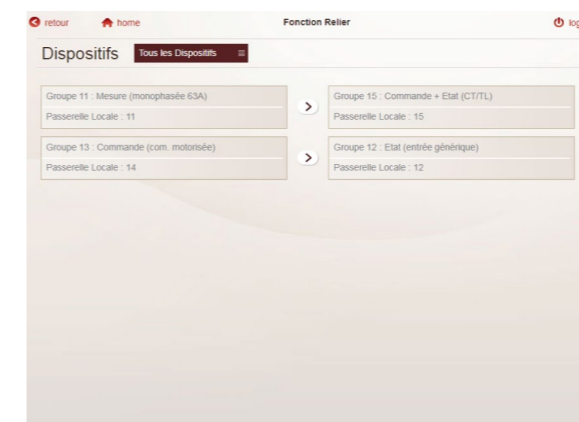 retour home Fonction Relier log
Dispositifs Tous les Dispositifs
Groupe 11 : Mesure (monophasée 63A)
Passerelle Locale : 11
Groupe 15 : Commande + Etat (CT/TL)
Passerelle Locale : 15
Groupe 13 : Commande (com. motorisée)
Passerelle Locale : 14
Groupe 12 : Etat (entrée générique)
Passerelle Locale : 12